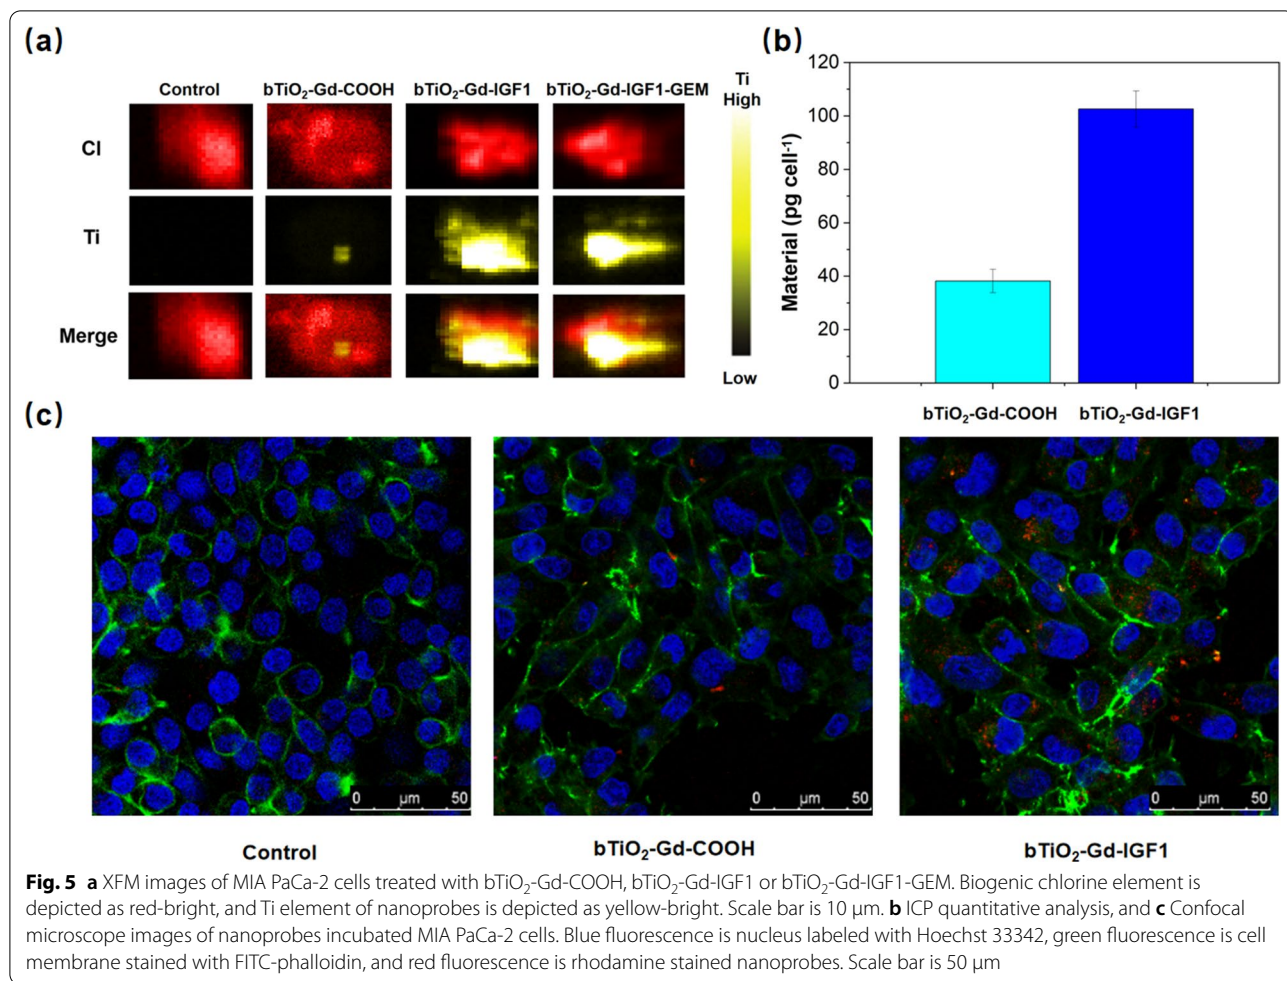 (a)
Control bTiO₂-Gd-COOH bTiO₂-Gd-IGF1 bTiO₂-Gd-IGF1-GEM
Cl
Ti
Merge
Ti
High
Low
(b)
Material (pg cell⁻¹)
120
100
80
60
40
20
0
bTiO₂-Gd-COOH bTiO₂-Gd-IGF1
(c)
0 µm 50
0 µm 50
0 µm 50
Control
bTiO₂-Gd-COOH
bTiO₂-Gd-IGF1
Fig. 5 a XFM images of MIA PaCa-2 cells treated with bTiO₂-Gd-COOH, bTiO₂-Gd-IGF1 or bTiO₂-Gd-IGF1-GEM. Biogenic chlorine element is
depicted as red-bright, and Ti element of nanoprobes is depicted as yellow-bright. Scale bar is 10 µm. b ICP quantitative analysis, and c Confocal
microscope images of nanoprobes incubated MIA PaCa-2 cells. Blue fluorescence is nucleus labeled with Hoechst 33342, green fluorescence is cell
membrane stained with FITC-phalloidin, and red fluorescence is rhodamine stained nanoprobes. Scale bar is 50 µm